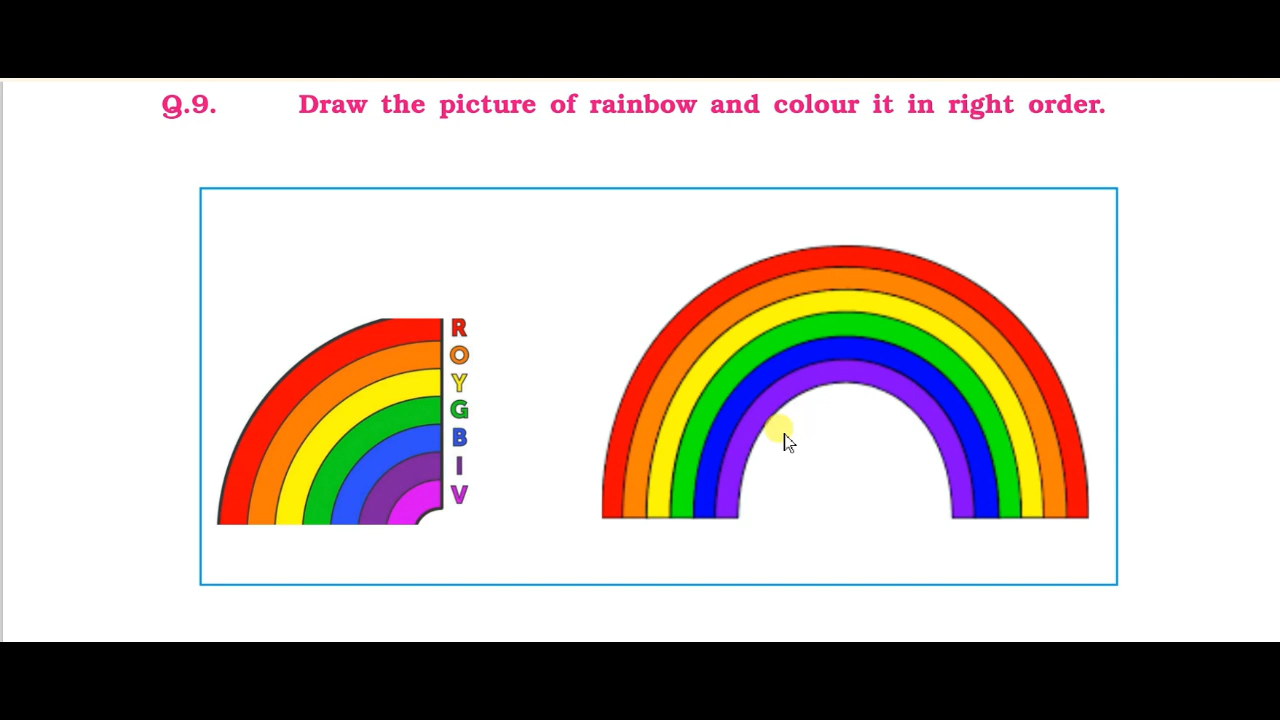 Q.9. Draw the picture of rainbow and colour it in right order.
R
O
Y
G
B
I
V